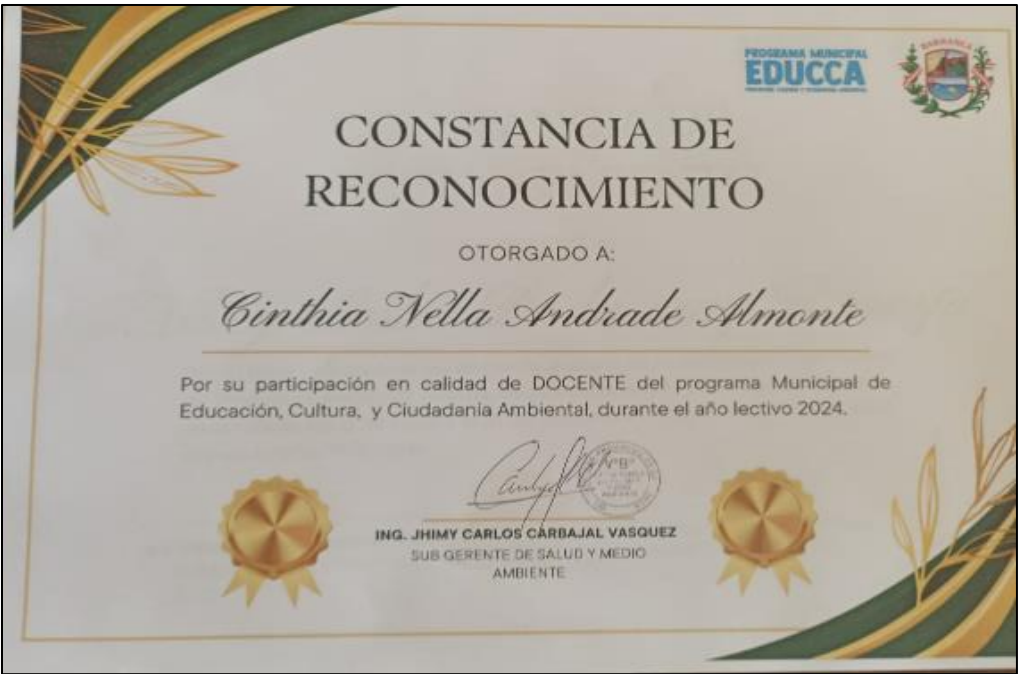 PROGRAMA MUNICIPAL
EDUCCA
BARRANCA
CONSTANCIA DE
RECONOCIMIENTO
OTORGADO A:
Cinthia Nella Andrade Almonte
Por su participación en calidad de DOCENTE del programa Municipal de
Educación, Cultura, y Ciudadanía Ambiental, durante el año lectivo 2024.
V°B°
ING. JHIMY CARLOS CARBAJAL VASQUEZ
SUB GERENTE DE SALUD Y MEDIO
AMBIENTE